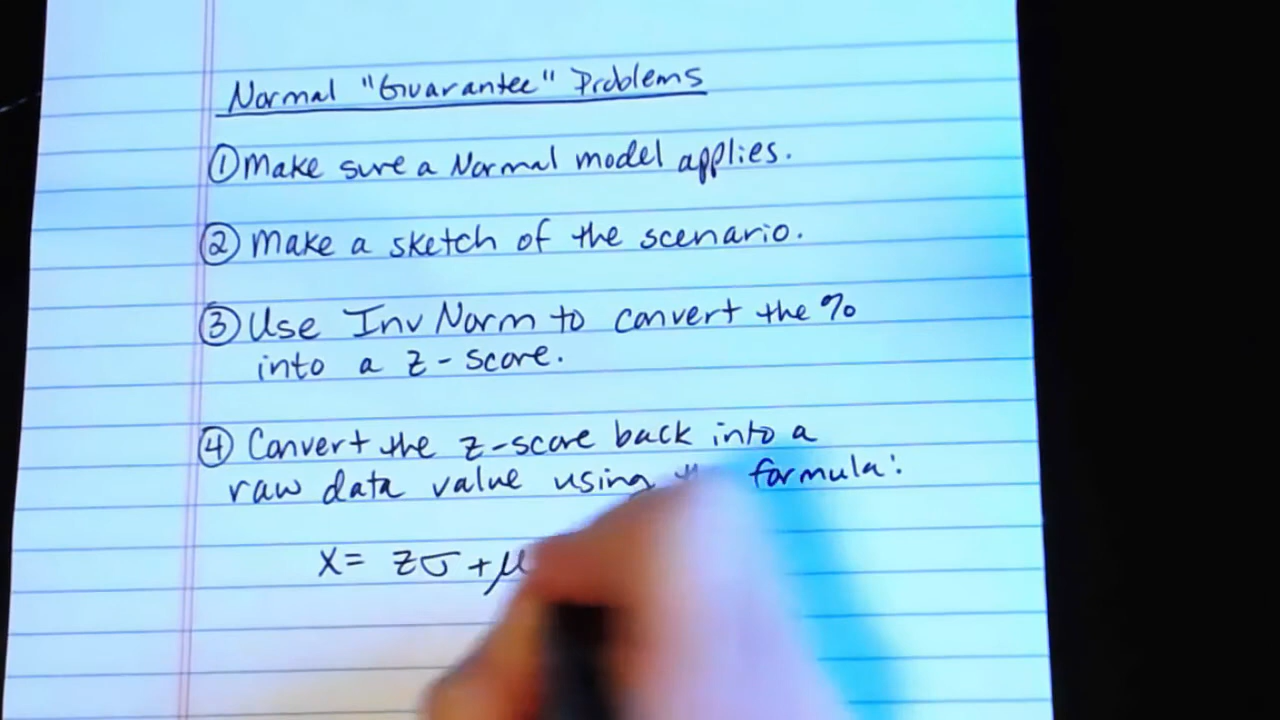 Normal "Guarantee" Problems
① Make sure a Normal model applies.
② Make a sketch of the scenario.
③ Use InvNorm to convert the %
into a z-score.
④ Convert the z-score back into a
raw data value using formula:
x = zσ + μ